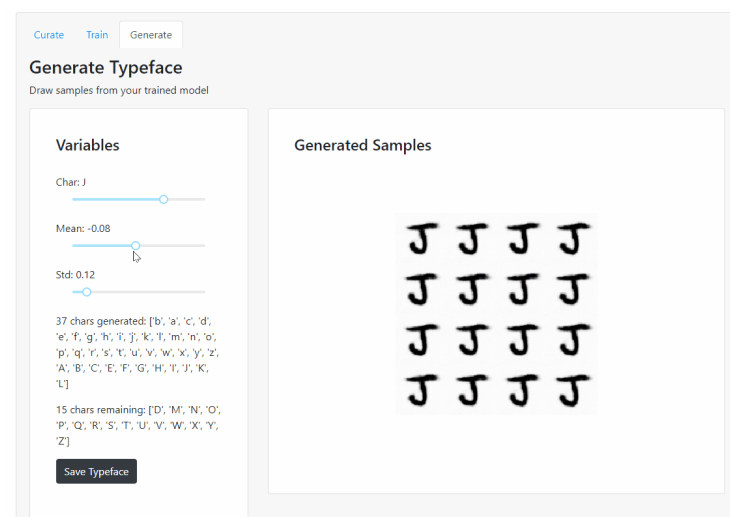 Curate Train Generate
Generate Typeface
Draw samples from your trained model
Variables
Char: J
Mean: -0.08
Std: 0.12
37 chars generated: ['b', 'a', 'c', 'd',
'e', 'f', 'g', 'h', 'i', 'j', 'k', 'l', 'm', 'n', 'o',
'p', 'q', 'r', 's', 't', 'u', 'v', 'w', 'x', 'y', 'z',
'A', 'B', 'C', 'E', 'F', 'G', 'H', 'I', 'J', 'K',
'L']
15 chars remaining: ['D', 'M', 'N', 'O',
'P', 'Q', 'R', 'S', 'T', 'U', 'V', 'W', 'X', 'Y',
'Z']
Save Typeface
Generated Samples
J J J J
J J J J
J J J J
J J J J